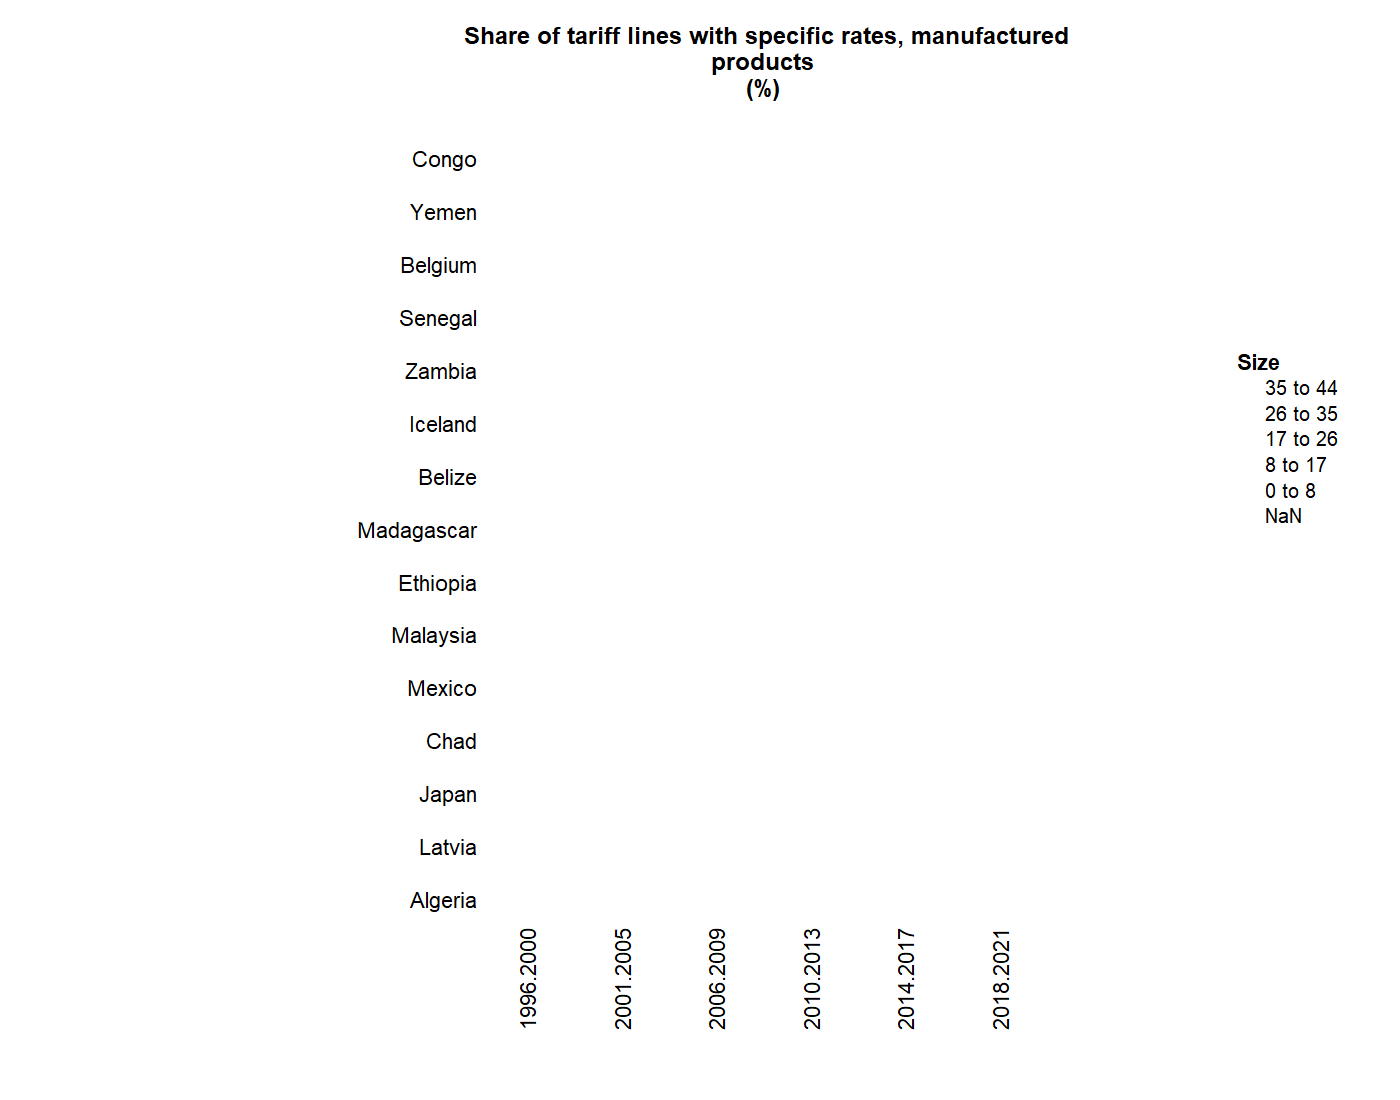 Share of tariff lines with specific rates, manufactured
products
(%)
Congo
Yemen
Belgium
Senegal
Zambia
Iceland
Belize
Madagascar
Ethiopia
Malaysia
Mexico
Chad
Japan
Latvia
Algeria
1996.2000
2001.2005
2006.2009
2010.2013
2014.2017
2018.2021
Size
35 to 44
26 to 35
17 to 26
8 to 17
0 to 8
NaN